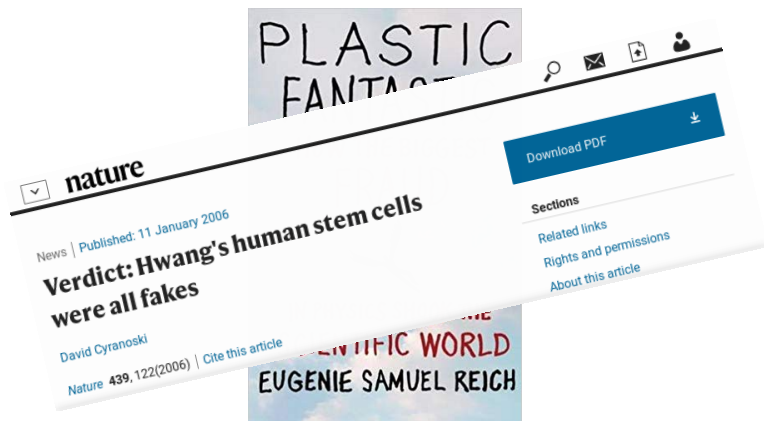 PLASTIC
nature
Download PDF
News | Published: 11 January 2006
Verdict: Hwang's human stem cells
were all fakes
David Cyranoski
Nature 439, 122(2006) | Cite this article
Sections
Related links
Rights and permissions
About this article
WORLD
EUGENIE SAMUEL REICH